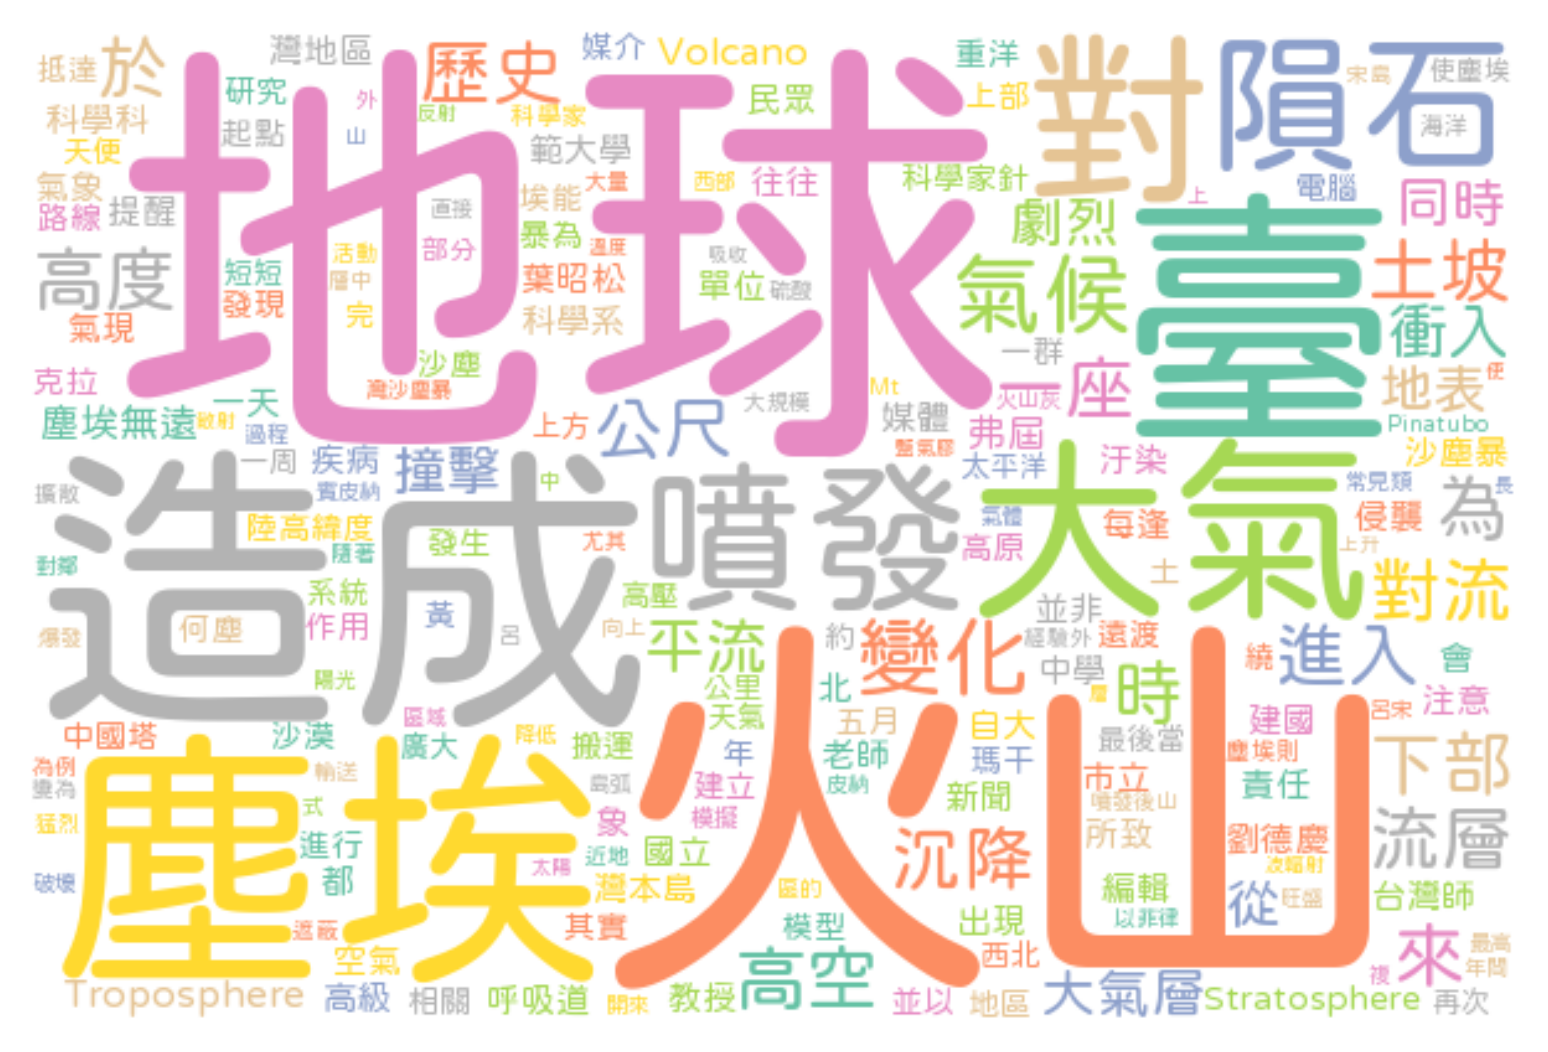 抵達
於
灣地區
歷史
媒介
Volcano
重洋
對
隕石
宋島
使塵埃
科學科
研究
外
反射
科學家
民眾
上部
海洋
天使
起點
山
範大學
氣象
地球
埃能
大量
西部
往往
科學家針
電腦
上
同時
路線
提醒
直接
暴為
溫度
劇烈
臺
高度
短短
活動
部分
葉昭松
吸收
單位
硫酸
氣候
土坡
氣現
發現
層中
完
科學系
一群
衝入
克拉
沙塵
灣沙塵暴
大規模
Mt
火山灰
一座
地表
便
塵埃無遠
一天
散射
過程
上方
公尺
媒體
弗屆
Pinatubo
一周
疾病
撞擊
整氣膠
太平洋
汙染
沙塵暴
擴散
賓皮納
中
常見類
長
造成
噴發
大氣
為
陸高緯度
隨著
發生
尤其
氣體
高原
每逢
侵襲
上升
對鄰
系統
高壓
土
對流
爆發
何塵
作用
黃
呂
向上
平流
約
變化
並非
經驗外
遠渡
繞
進入
會
陽光
公里
北
中學
層
時
呂宋
注意
中國塔
沙漠
區域
廣大
降低
搬運
天氣
五月
自大
最後當
建國
下部
為例
塵埃
輸送
年
老師
瑪干
塵埃則
變為
島弧
建立
皮納
新聞
火山
市立
責任
猛烈
式
象
模擬
噴發後山
進行
近地
國立
沉降
所致
劉德慶
流層
破壞
都
太陽
灣本島
區的
編輯
波輻射
從
旺盛
台灣師
遮蔽
其實
模型
出現
以非律
空氣
高空
西北
來
最高
年間
複
Troposphere
高級
相關
呼吸道
開來
教授
並以
地區
大氣層
Stratosphere
再次